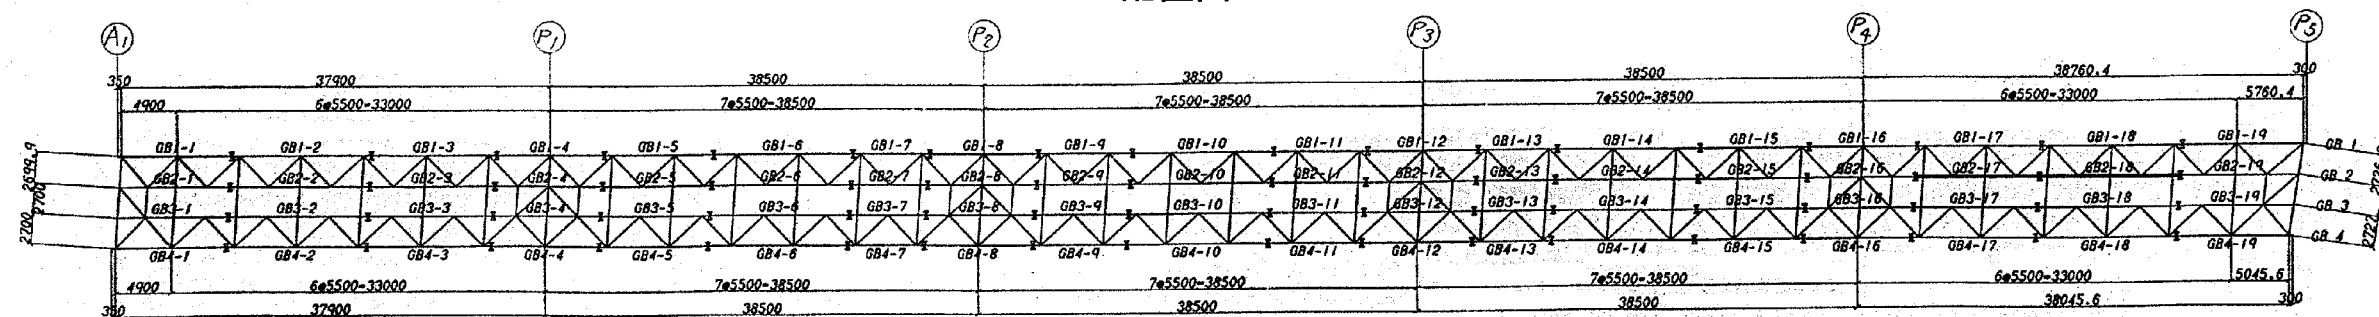 A1 P1 P2 P3 P4 P5
350 37900 38500 38500 38500 38760.4 300
4900 6@5500=33000 7@5500=38500 7@5500=38500 7@5500=38500 6@5500=33000 5760.4
GB1-1 GB1-2 GB1-3 GB1-4 GB1-5 GB1-6 GB1-7 GB1-8 GB1-9 GB1-10 GB1-11 GB1-12 GB1-13 GB1-14 GB1-15 GB1-16 GB1-17 GB1-18 GB1-19 GB 1
2699.9
GB2-1 GB2-2 GB2-3 GB2-4 GB2-5 GB2-6 GB2-7 GB2-8 GB2-9 GB2-10 GB2-11 GB2-12 GB2-13 GB2-14 GB2-15 GB2-16 GB2-17 GB2-18 GB2-19 GB 2
2700
GB3-1 GB3-2 GB3-3 GB3-4 GB3-5 GB3-6 GB3-7 GB3-8 GB3-9 GB3-10 GB3-11 GB3-12 GB3-13 GB3-14 GB3-15 GB3-16 GB3-17 GB3-18 GB3-19 GB 3
2700
GB4-1 GB4-2 GB4-3 GB4-4 GB4-5 GB4-6 GB4-7 GB4-8 GB4-9 GB4-10 GB4-11 GB4-12 GB4-13 GB4-14 GB4-15 GB4-16 GB4-17 GB4-18 GB4-19 GB 4
4900 6@5500=33000 7@5500=38500 7@5500=38500 7@5500=38500 6@5500=33000 5045.6
350 37900 38500 38500 38500 38045.6 300